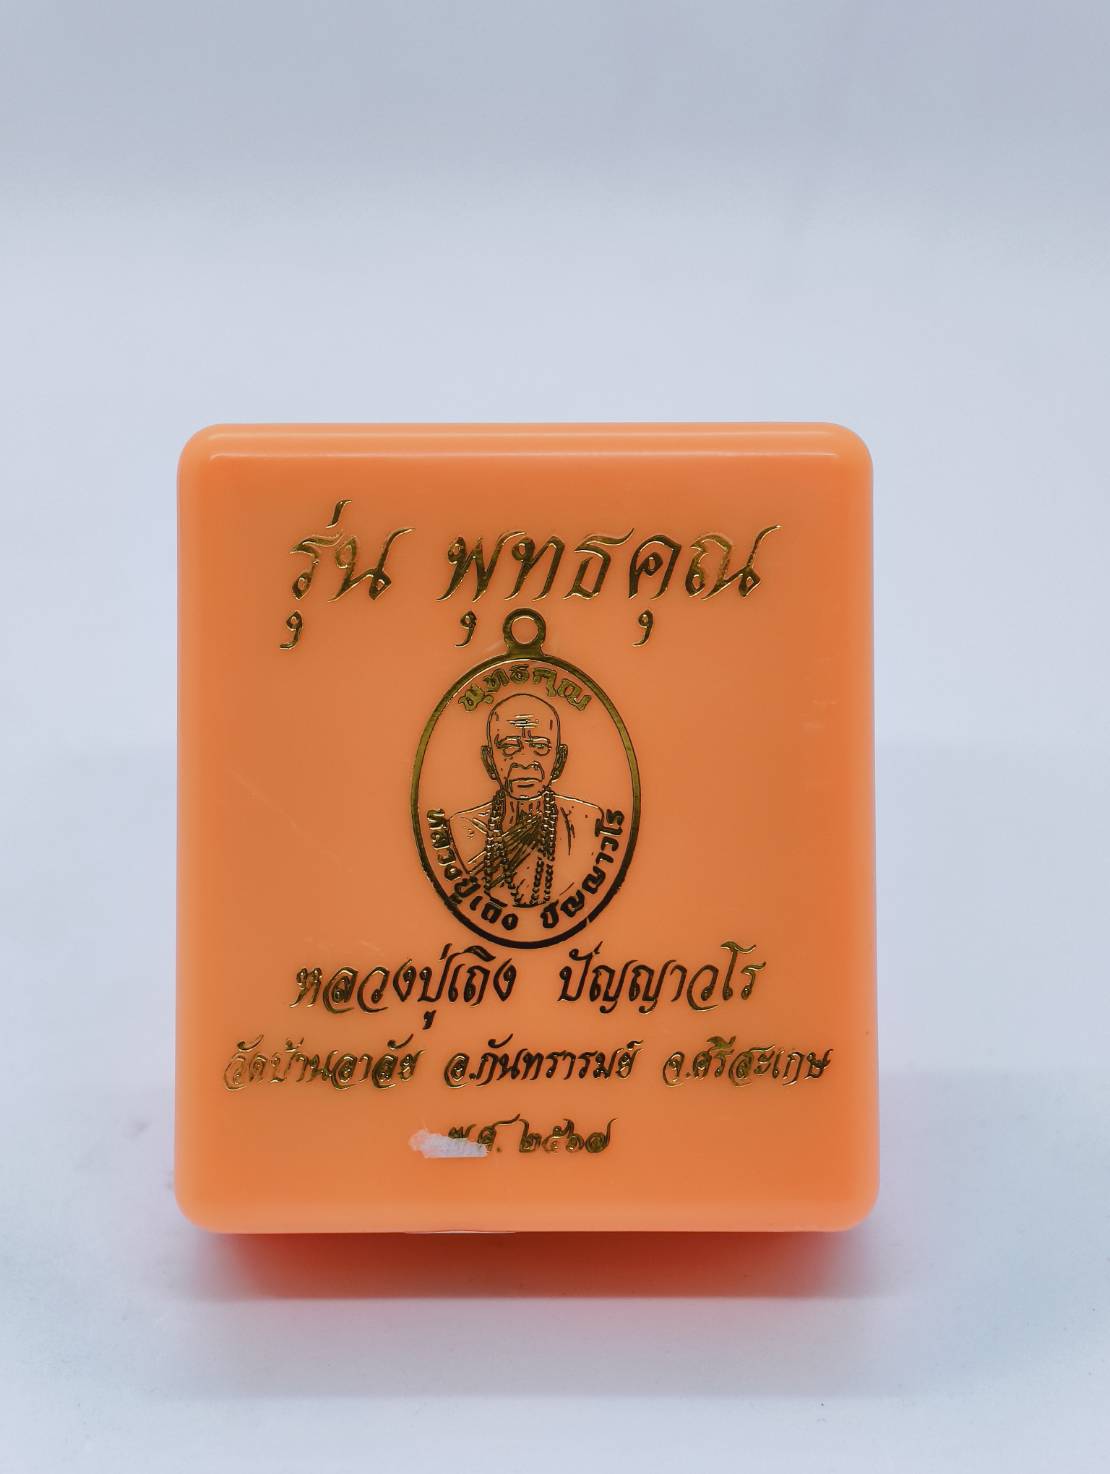 รุ่น พุทธคุณ
พุทธคุณ
หลวงปู่เถิง ปัญญาวโร
หลวงปู่เถิง ปัญญาวโร
วัดบ้านอาลัย อ.กันทรารมย์ จ.ศรีสะเกษ
พ.ศ. ๒๕๖๗